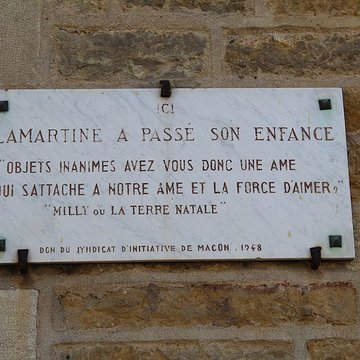 ICI
LAMARTINE A PASSÉ SON ENFANCE
"OBJETS INANIMES AVEZ VOUS DONC UNE AME
QUI SATTACHE A NOTRE AME ET LA FORCE D'AIMER?"
"MILLY OU LA TERRE NATALE"
DON DU SYNDICAT D'INITIATIVE DE MACON . 1948